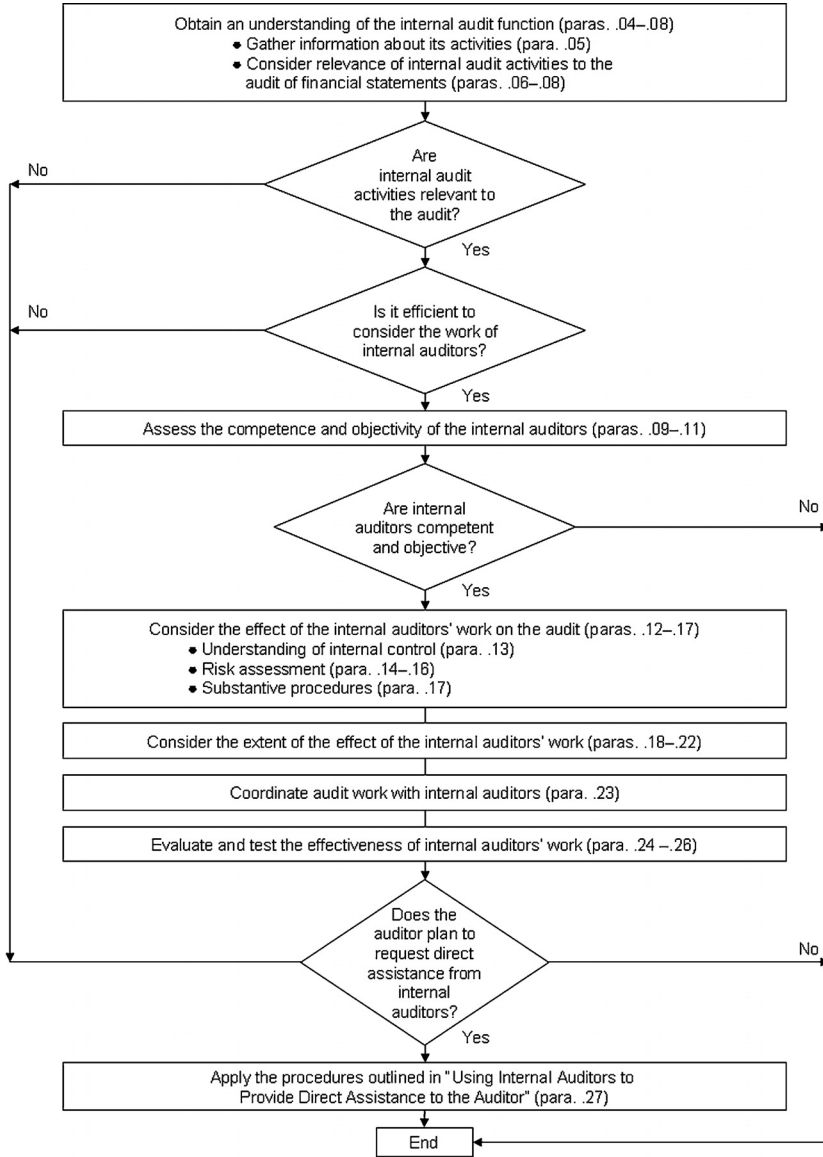 Obtain an understanding of the internal audit function (paras. .04–.08)
● Gather information about its activities (para. .05)
● Consider relevance of internal audit activities to the
audit of financial statements (paras. .06–.08)
Are
internal audit
activities relevant to
the audit?
No
Yes
Is it efficient to
consider the work of
internal auditors?
No
Yes
Assess the competence and objectivity of the internal auditors (paras. .09–.11)
Are internal
auditors competent
and objective?
No
Yes
Consider the effect of the internal auditors' work on the audit (paras. .12–.17)
● Understanding of internal control (para. .13)
● Risk assessment (para. .14–.16)
● Substantive procedures (para. .17)
Consider the extent of the effect of the internal auditors' work (paras. .18–.22)
Coordinate audit work with internal auditors (para. .23)
Evaluate and test the effectiveness of internal auditors' work (para. .24 –.26)
Does the
auditor plan to
request direct
assistance from
internal
auditors?
No
Yes
Apply the procedures outlined in "Using Internal Auditors to
Provide Direct Assistance to the Auditor" (para. .27)
End